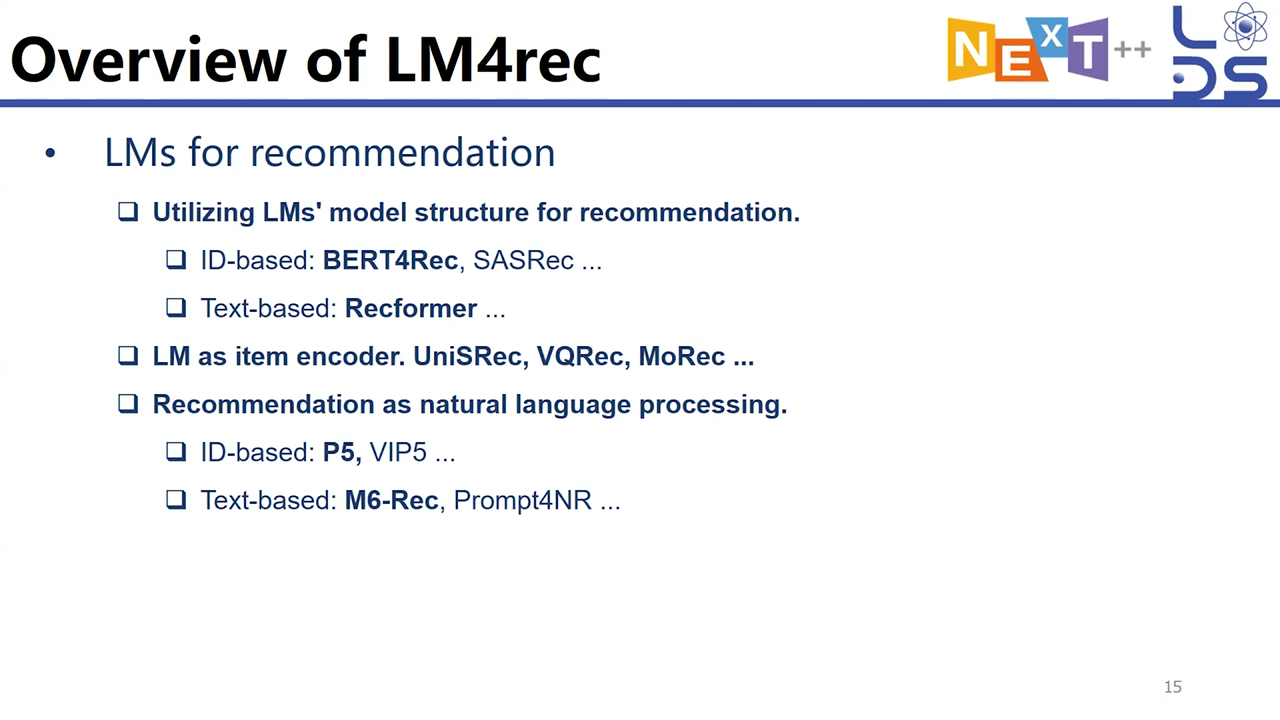 Overview of LM4rec
NEXT++
LDS
• LMs for recommendation
❑ Utilizing LMs' model structure for recommendation.
❑ ID-based: BERT4Rec, SASRec ...
❑ Text-based: Recformer ...
❑ LM as item encoder. UniSRec, VQRec, MoRec ...
❑ Recommendation as natural language processing.
❑ ID-based: P5, VIP5 ...
❑ Text-based: M6-Rec, Prompt4NR ...
15